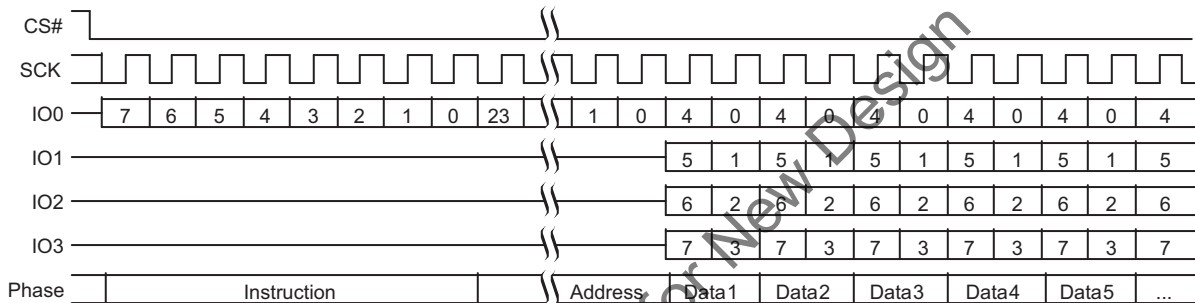 CS#
SCK
IO0 7 6 5 4 3 2 1 0 23 1 0 4 0 4 0 4 0 4 0 4 0 4
IO1 5 1 5 1 5 1 5 1 5 1 5
IO2 6 2 6 2 6 2 6 2 6 2 6
IO3 7 3 7 3 7 3 7 3 7 3 7
Phase Instruction Address Data1 Data2 Data3 Data4 Data5 ...
for New Design